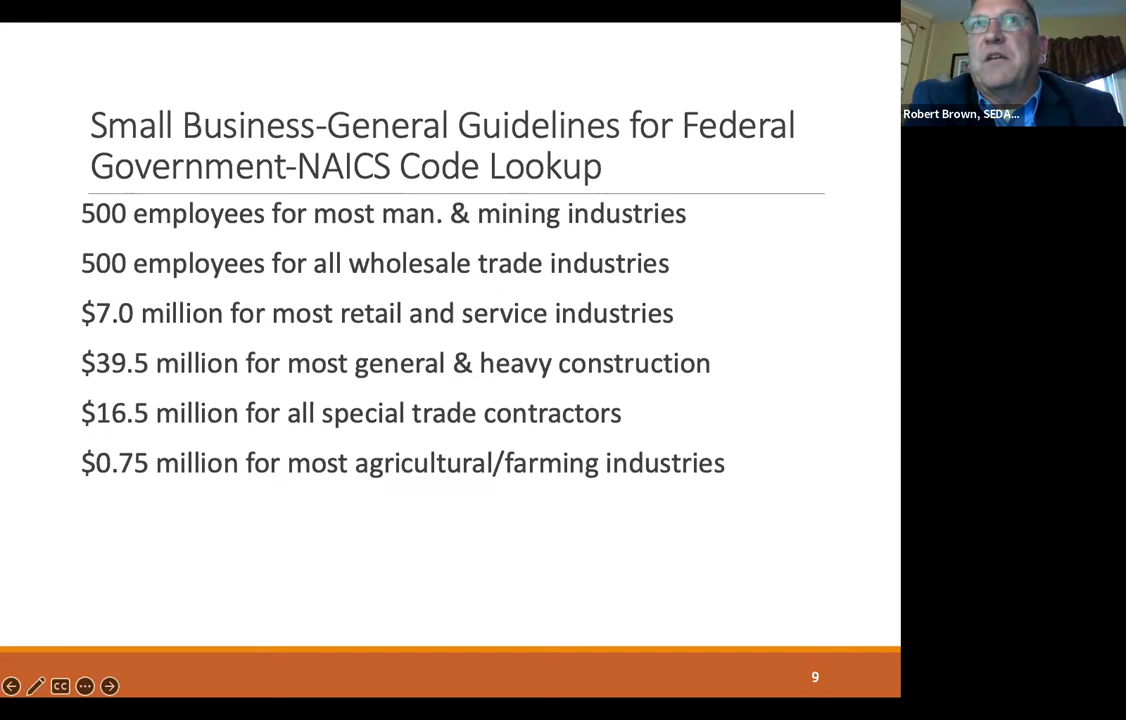 Small Business-General Guidelines for Federal
Government-NAICS Code Lookup
500 employees for most man. & mining industries
500 employees for all wholesale trade industries
$7.0 million for most retail and service industries
$39.5 million for most general & heavy construction
$16.5 million for all special trade contractors
$0.75 million for most agricultural/farming industries
9
CC
Robert Brown, SEDA...